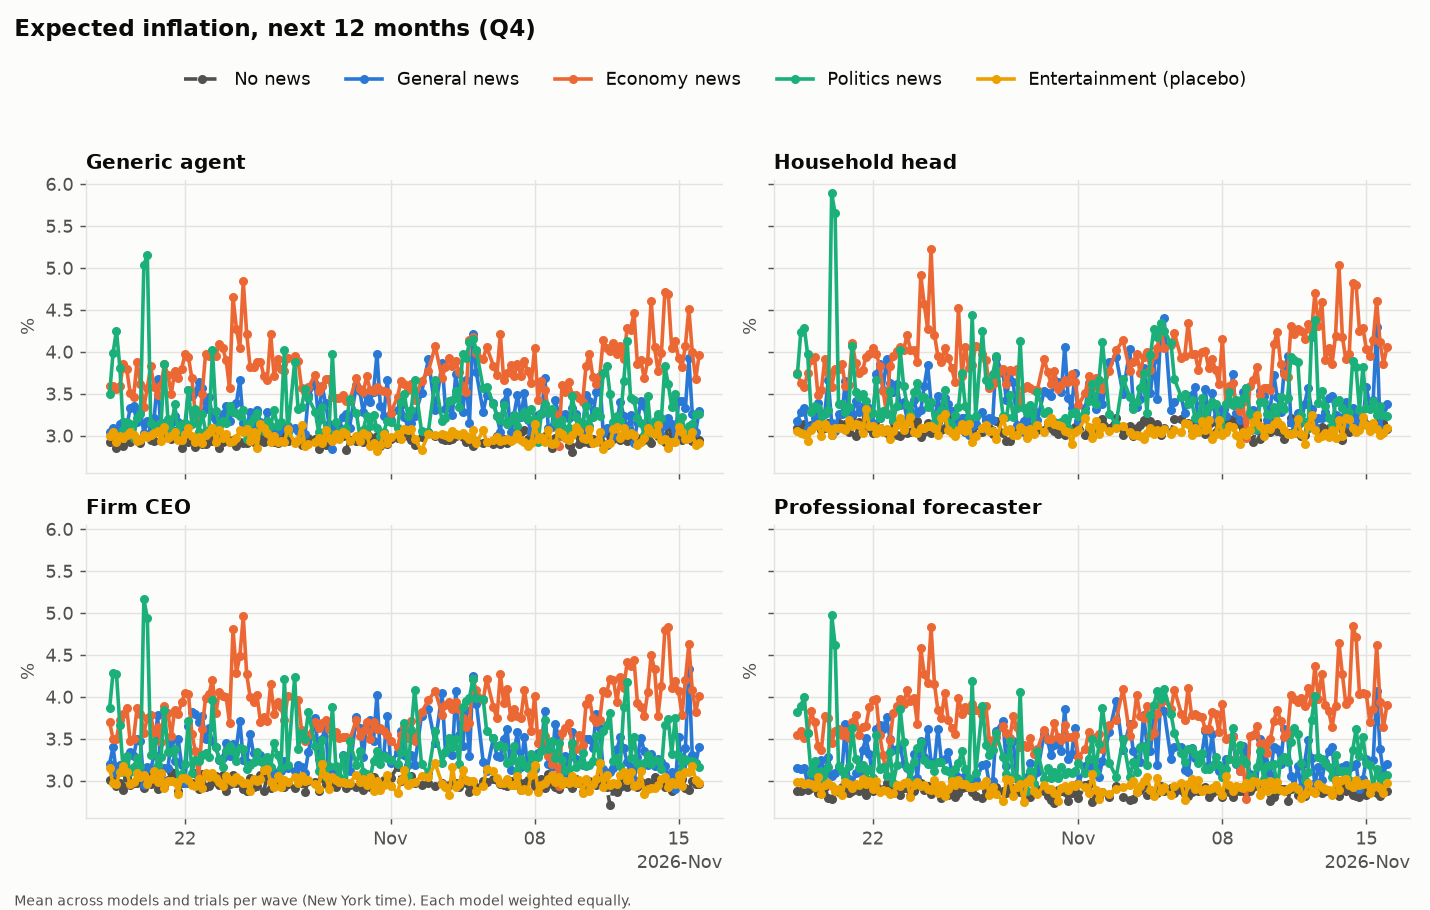 Expected inflation, next 12 months (Q4)
No news General news Economy news Politics news Entertainment (placebo)
Generic agent Household head
6.0
5.5
5.0
4.5
4.0
3.5
3.0
%
%
Firm CEO Professional forecaster
6.0
5.5
5.0
4.5
4.0
3.5
3.0
%
%
22 Nov 08 15 22 Nov 08 15
2026-Nov 2026-Nov
Mean across models and trials per wave (New York time). Each model weighted equally.